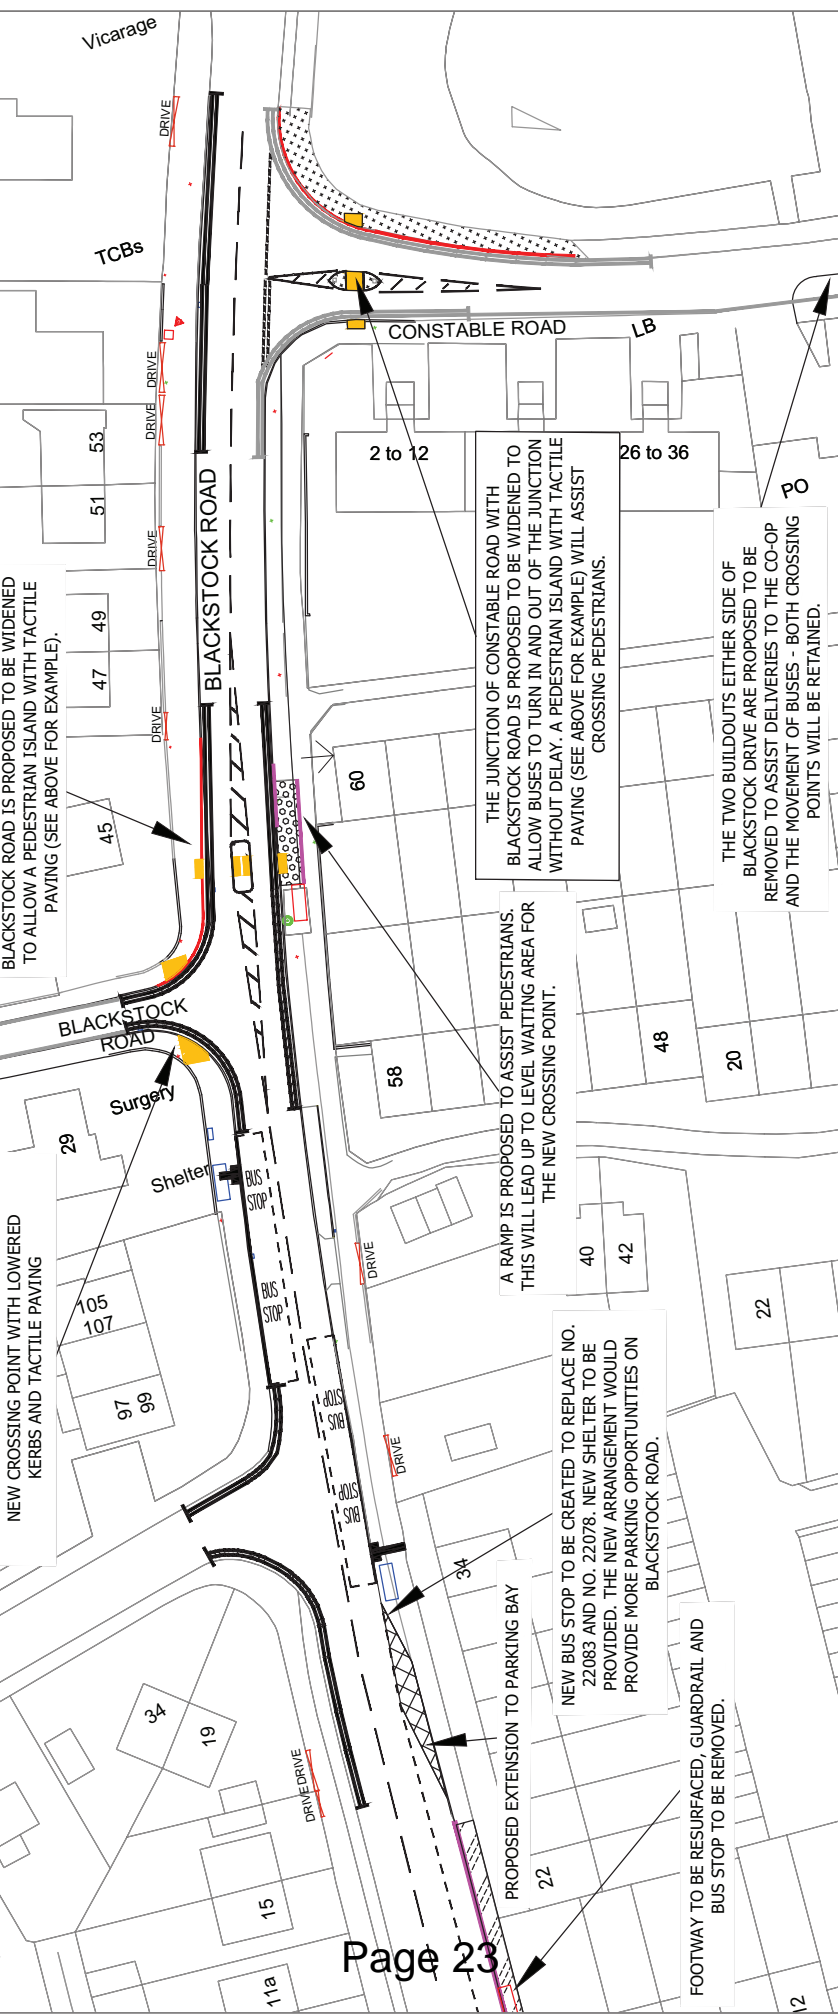 Vicarage
DRIVE
TCBs
DRIVE
CONSTABLE ROAD
LB
DRIVE
53
51
2 to 12
26 to 36
PO
DRIVE
BLACKSTOCK ROAD
49
47
DRIVE
BLACKSTOCK ROAD IS PROPOSED TO BE WIDENED
TO ALLOW A PEDESTRIAN ISLAND WITH TACTILE
PAVING (SEE ABOVE FOR EXAMPLE).
THE JUNCTION OF CONSTABLE ROAD WITH
BLACKSTOCK ROAD IS PROPOSED TO BE WIDENED TO
ALLOW BUSES TO TURN IN AND OUT OF THE JUNCTION
WITHOUT DELAY. A PEDESTRIAN ISLAND WITH TACTILE
PAVING (SEE ABOVE FOR EXAMPLE) WILL ASSIST
CROSSING PEDESTRIANS.
THE TWO BUILDOUTS EITHER SIDE OF
BLACKSTOCK DRIVE ARE PROPOSED TO BE
REMOVED TO ASSIST DELIVERIES TO THE CO-OP
AND THE MOVEMENT OF BUSES - BOTH CROSSING
POINTS WILL BE RETAINED.
45
60
BLACKSTOCK
ROAD
58
48
20
A RAMP IS PROPOSED TO ASSIST PEDESTRIANS.
THIS WILL LEAD UP TO LEVEL WAITING AREA FOR
THE NEW CROSSING POINT.
Surgery
29
Shelter
BUS
STOP
BUS
STOP
DRIVE
40
42
22
NEW CROSSING POINT WITH LOWERED
KERBS AND TACTILE PAVING
105
107
97
99
BUS
STOP
BUS
STOP
DRIVE
34
NEW BUS STOP TO BE CREATED TO REPLACE NO.
22083 AND NO. 22078. NEW SHELTER TO BE
PROVIDED. THE NEW ARRANGEMENT WOULD
PROVIDE MORE PARKING OPPORTUNITIES ON
BLACKSTOCK ROAD.
PROPOSED EXTENSION TO PARKING BAY
FOOTWAY TO BE RESURFACED, GUARDRAIL AND
BUS STOP TO BE REMOVED.
34
19
DRIVE
DRIVE
15
11a
22
12
Page 23